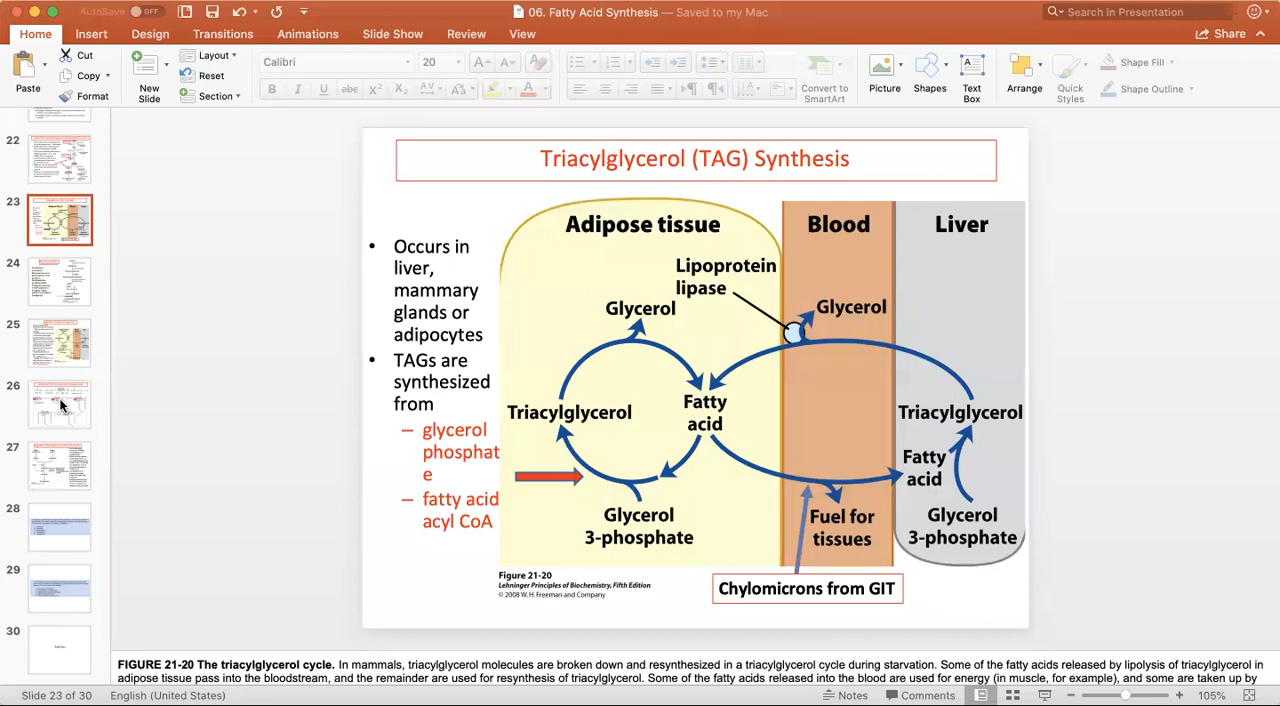 AutoSave OFF
06. Fatty Acid Synthesis — Saved to my Mac
Search in Presentation
Home Insert Design Transitions Animations Slide Show Review View
Share
Paste
Cut
Copy
Format
New Slide
Layout
Reset
Section
Calibri 20
Convert to SmartArt
Picture
Shapes
Text Box
Arrange
Quick Styles
Shape Fill
Shape Outline
22
23
24
25
26
27
28
29
30
Triacylglycerol (TAG) Synthesis
• Occurs in
liver,
mammary
glands or
adipocytes
• TAGs are
synthesized
from
– glycerol
phosphat
e
– fatty acid
acyl CoA
Adipose tissue
Blood
Liver
Lipoprotein
lipase
Glycerol
Glycerol
Triacylglycerol
Fatty
acid
Triacylglycerol
Fatty
acid
Glycerol
3-phosphate
Fuel for
tissues
Glycerol
3-phosphate
Figure 21-20
Lehninger Principles of Biochemistry, Fifth Edition
© 2008 W. H. Freeman and Company
Chylomicrons from GIT
FIGURE 21-20 The triacylglycerol cycle. In mammals, triacylglycerol molecules are broken down and resynthesized in a triacylglycerol cycle during starvation. Some of the fatty acids released by lipolysis of triacylglycerol in
adipose tissue pass into the bloodstream, and the remainder are used for resynthesis of triacylglycerol. Some of the fatty acids released into the blood are used for energy (in muscle, for example), and some are taken up by
Slide 23 of 30 English (United States) Notes Comments 105%